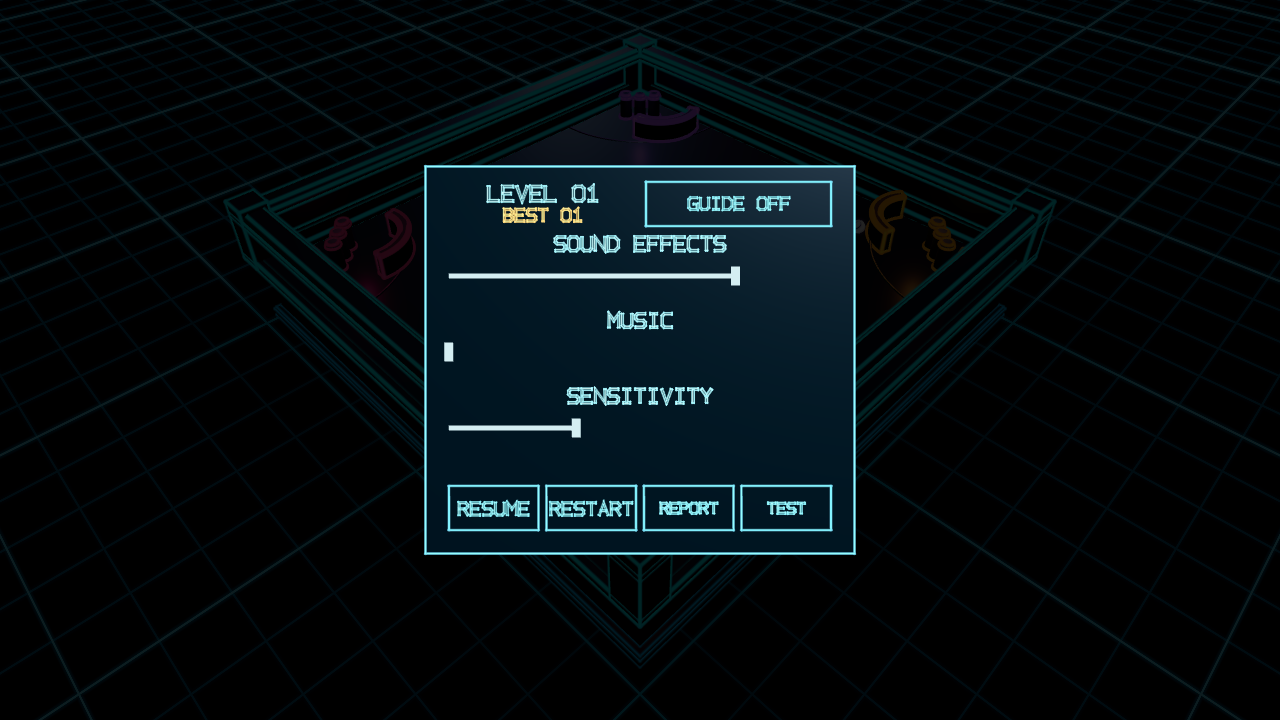 LEVEL 01
GUIDE OFF
BEST 01
SOUND EFFECTS
MUSIC
SENSITIVITY
RESUME RESTART REPORT TEST